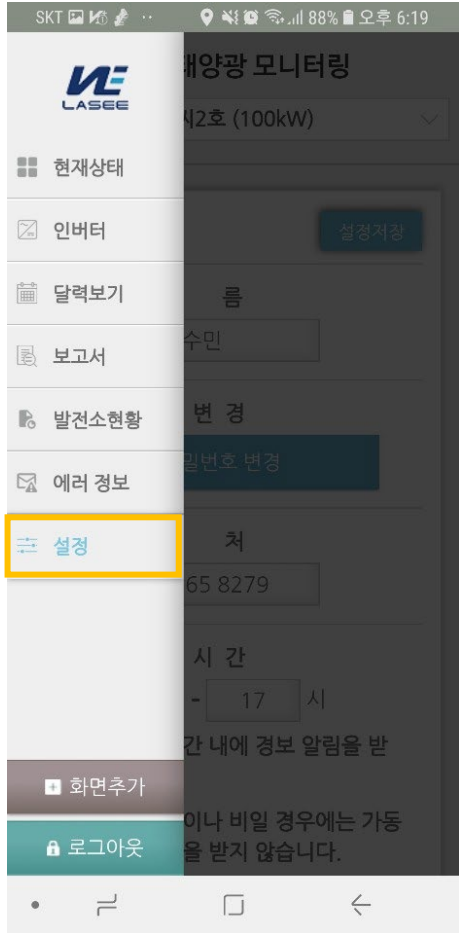 SKT 88% 오후 6:19
LASEE
태양광 모니터링
2호 (100kW)
현재상태
인버터
설정저장
달력보기
름
수민
보고서
발전소현황
변 경
밀번호 변경
에러 정보
설정
처
65 8279
시 간
- 17 시
간 내에 경보 알림을 받
화면추가
이나 비일 경우에는 가동
로그아웃
을 받지 않습니다.